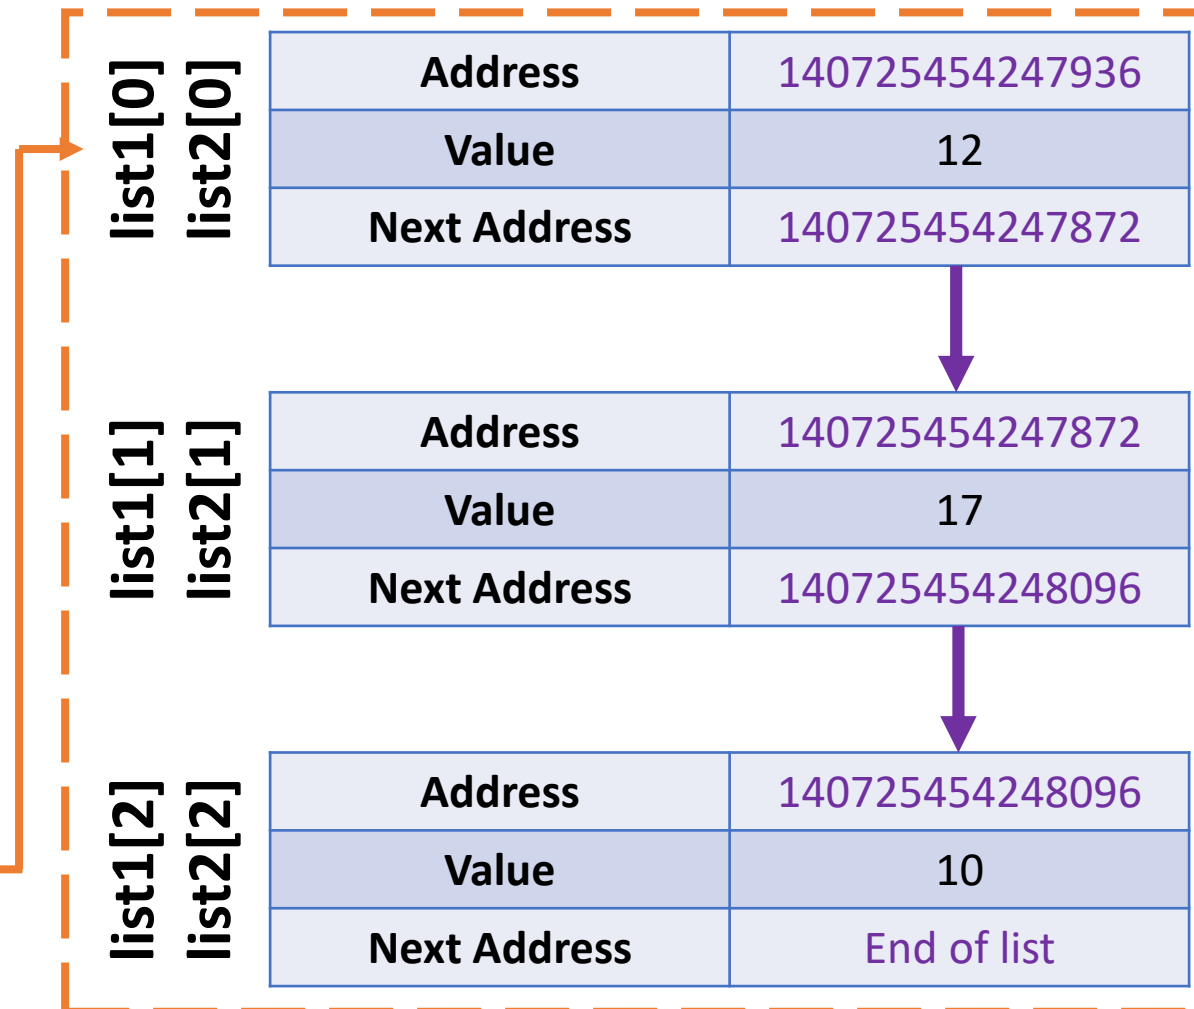 list1[0]
list2[0]
Address 140725454247936
Value 12
Next Address 140725454247872
list1[1]
list2[1]
Address 140725454247872
Value 17
Next Address 140725454248096
list1[2]
list2[2]
Address 140725454248096
Value 10
Next Address End of list